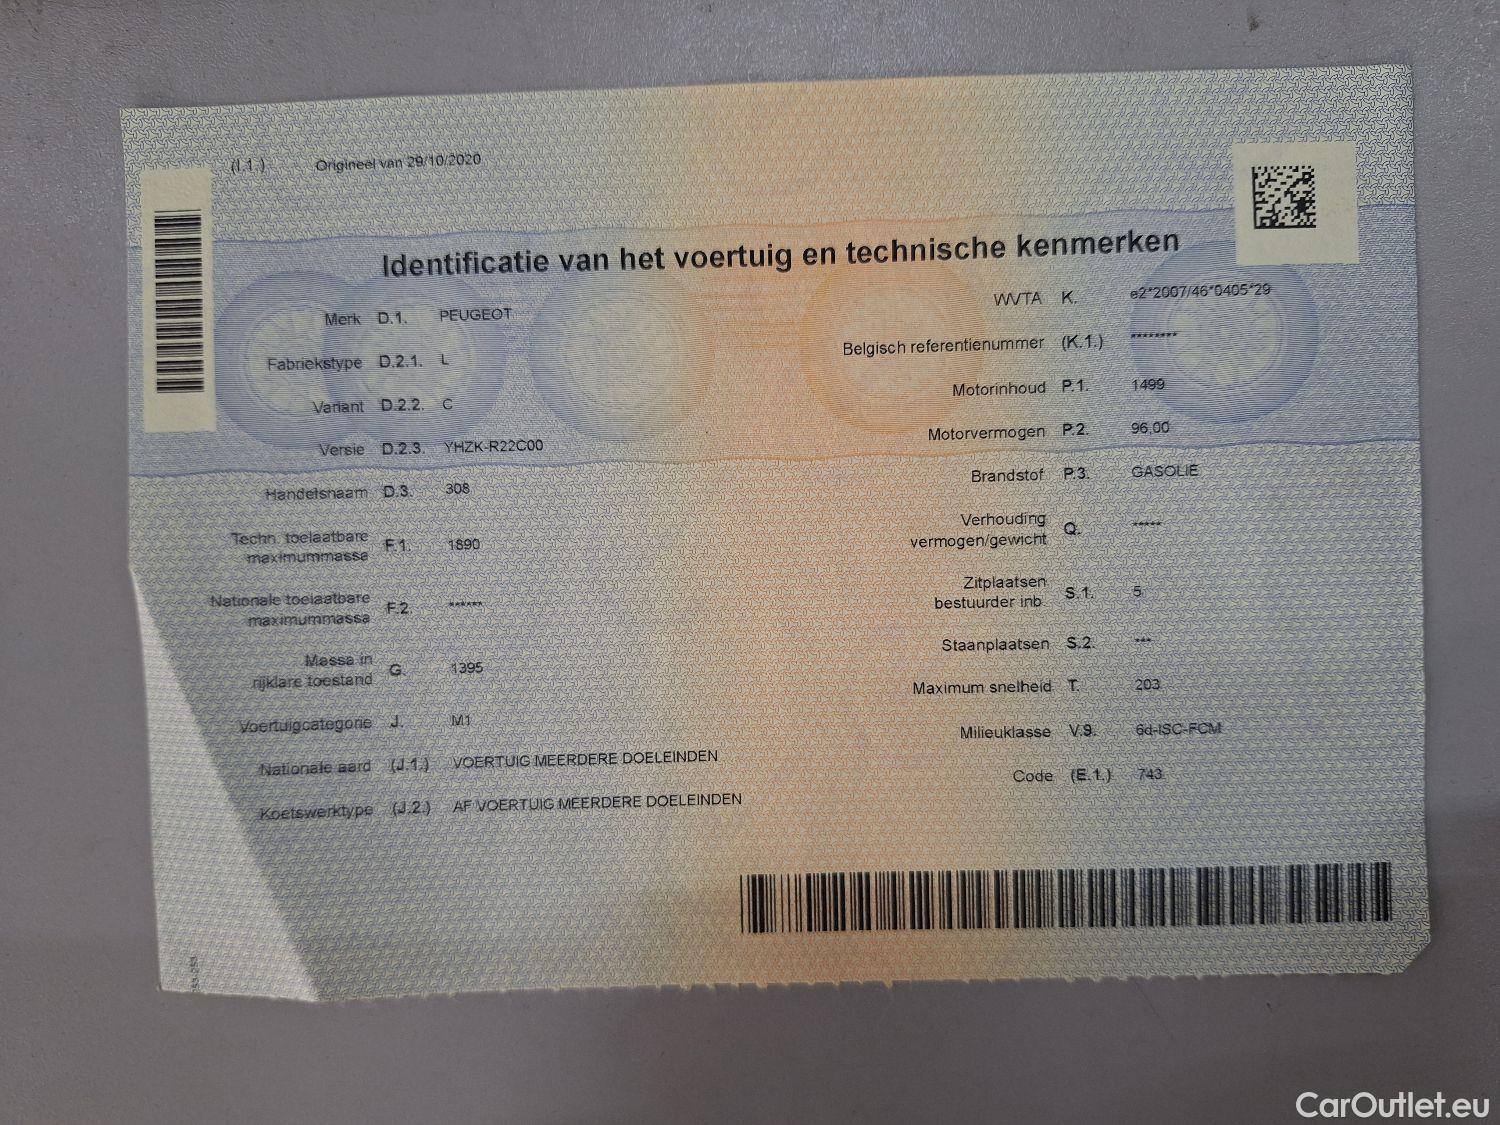 (I.1.) Origineel van 29/10/2020
Identificatie van het voertuig en technische kenmerken
Merk D.1. PEUGEOT
Fabriekstype D.2.1. L
Variant D.2.2. C
Versie D.2.3. YHZK-R22C00
Handelsnaam D.3. 308
Techn. toelaatbare
maximummassa F.1. 1890
Nationale toelaatbare
maximummassa F.2. ******
Massa in
rijklare toestand G. 1395
Voertuigcategorie J. M1
Nationale aard (J.1.) VOERTUIG MEERDERE DOELEINDEN
Koetswerktype (J.2.) AF VOERTUIG MEERDERE DOELEINDEN
WVTA K. e2*2007/46*0405*29
Belgisch referentienummer (K.1.) ********
Motorinhoud P.1. 1499
Motorvermogen P.2. 96.00
Brandstof P.3. GASOLIE
Verhouding
vermogen/gewicht Q. *****
Zitplaatsen
bestuurder inb. S.1. 5
Staanplaatsen S.2. ***
Maximum snelheid T. 203
Milieuklasse V.9. 6d-ISC-FCM
Code (E.1.) 743
CarOutlet.eu